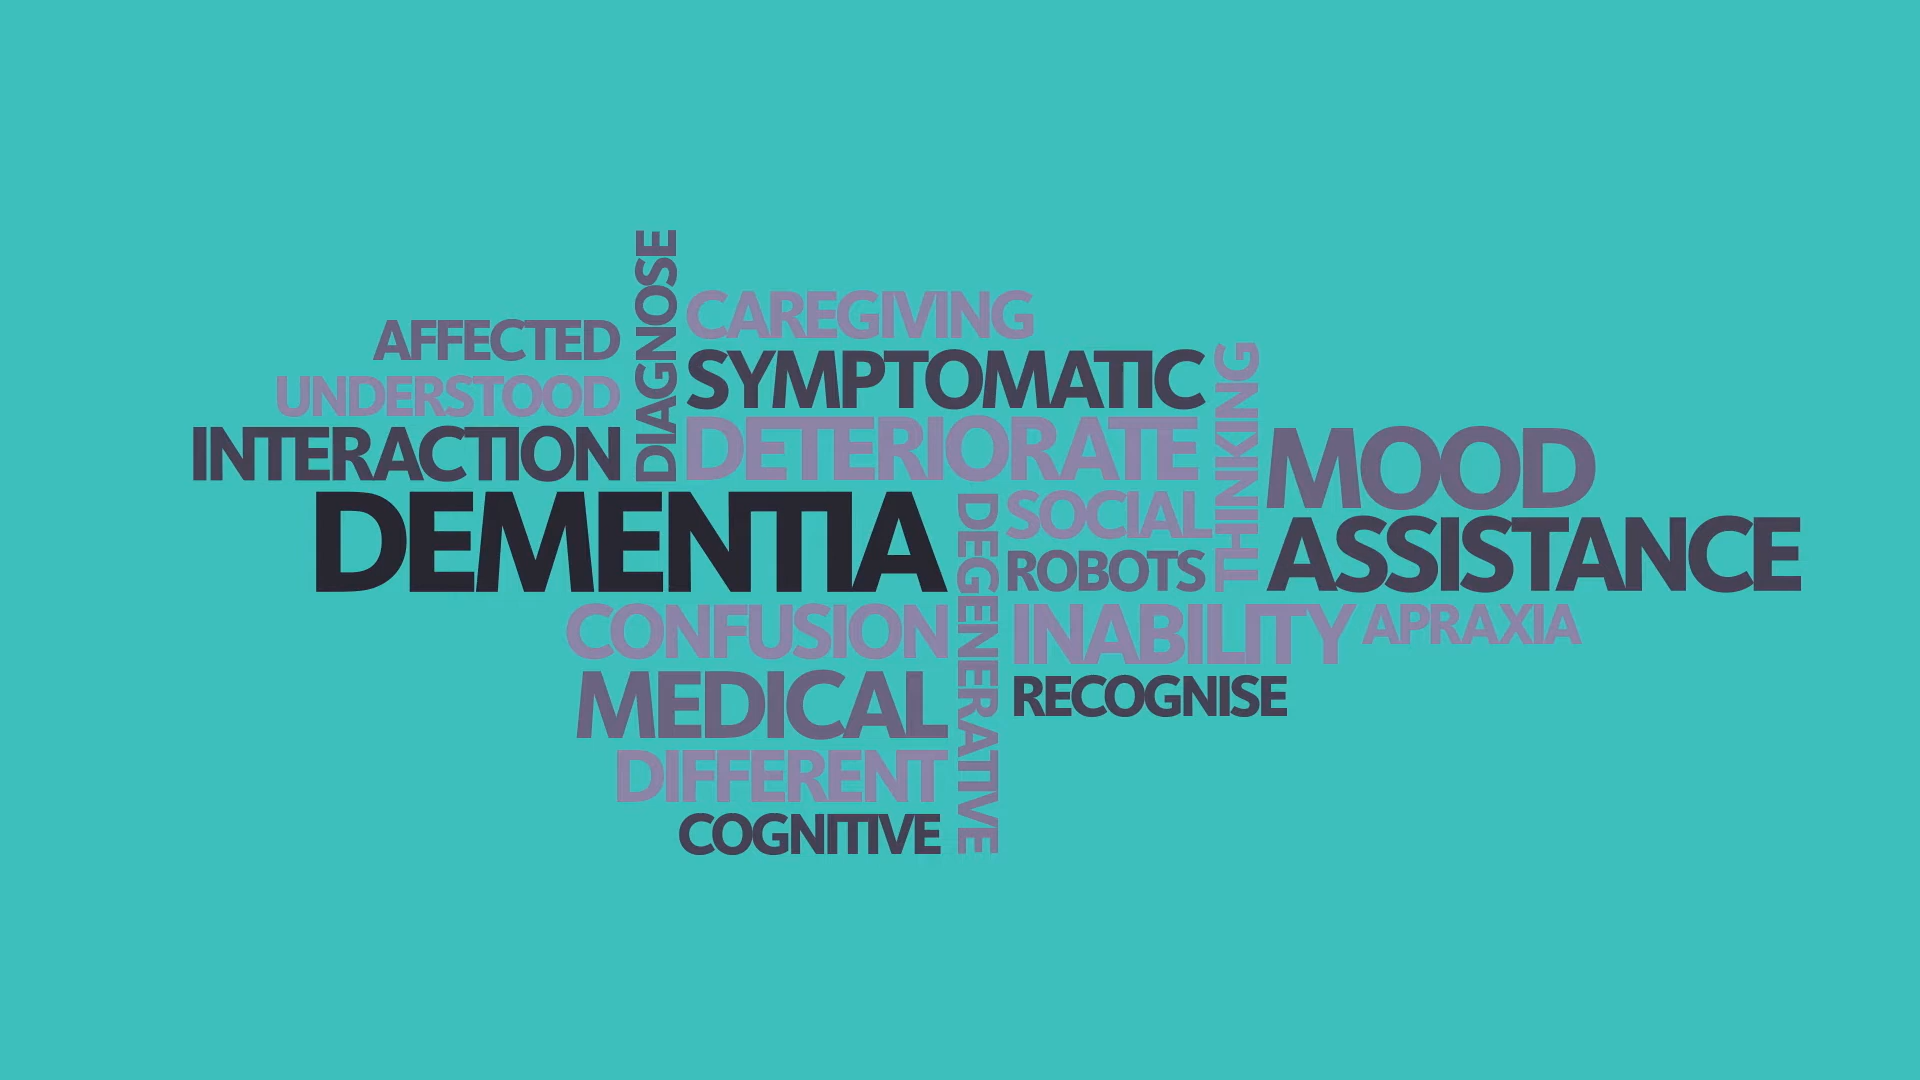 DIAGNOSE
CAREGIVING
AFFECTED
SYMPTOMATIC
THINKING
UNDERSTOOD
DETERIORATE
INTERACTION
MOOD
DEMENTIA
DEGENERATIVE
SOCIAL
ROBOTS
ASSISTANCE
CONFUSION
INABILITY
APRAXIA
MEDICAL
RECOGNISE
DIFFERENT
COGNITIVE